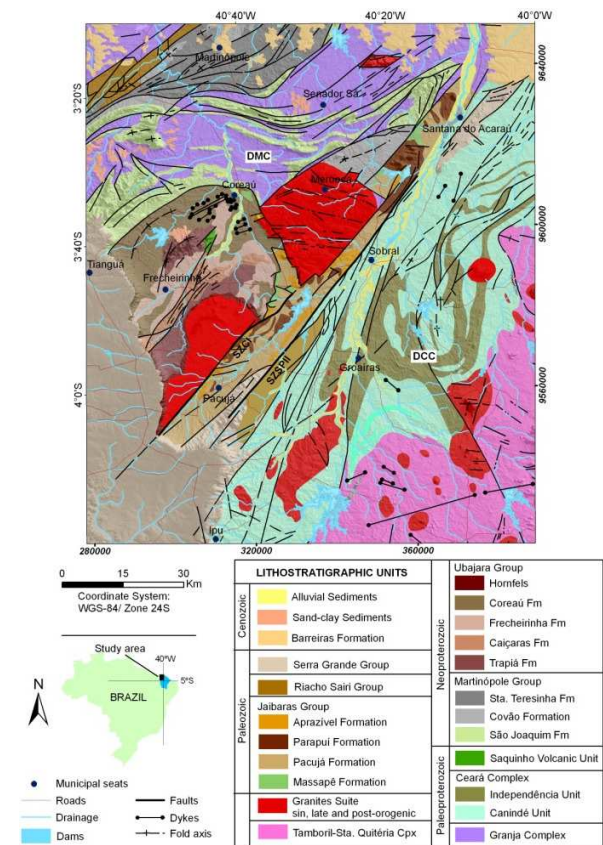 40°40'W
40°20'W
40°0'W
Martinópole
9640000
3°20'S
Senador Sá
Santana do Acaraú
DMC
Coreaú
Meruoca
9600000
3°40'S
Sobral
Tianguá
Frecheirinha
DCC
SZCI
SZSPII
Groaíras
4°0'S
Pacujá
9560000
Ipu
280000
320000
360000
0 15 30
Km
Coordinate System:
WGS-84/ Zone 24S
Study area
40°W
5°S
BRAZIL
N
Municipal seats
Roads
Drainage
Dams
Faults
Dykes
Fold axis
LITHOSTRATIGRAPHIC UNITS
Cenozoic
Alluvial Sediments
Sand-clay Sediments
Barreiras Formation
Paleozoic
Serra Grande Group
Riacho Sairi Group
Jaibaras Group
Aprazível Formation
Parapuí Formation
Pacujá Formation
Massapê Formation
Granites Suite
sin, late and post-orogenic
Tamboril-Sta. Quitéria Cpx
Neoproterozoic
Ubajara Group
Hornfels
Coreaú Fm
Frecheirinha Fm
Caiçaras Fm
Trapiá Fm
Martinópole Group
Sta. Teresinha Fm
Covão Formation
São Joaquim Fm
Paleoproterozoic
Saquinho Volcanic Unit
Ceará Complex
Independência Unit
Canindé Unit
Granja Complex